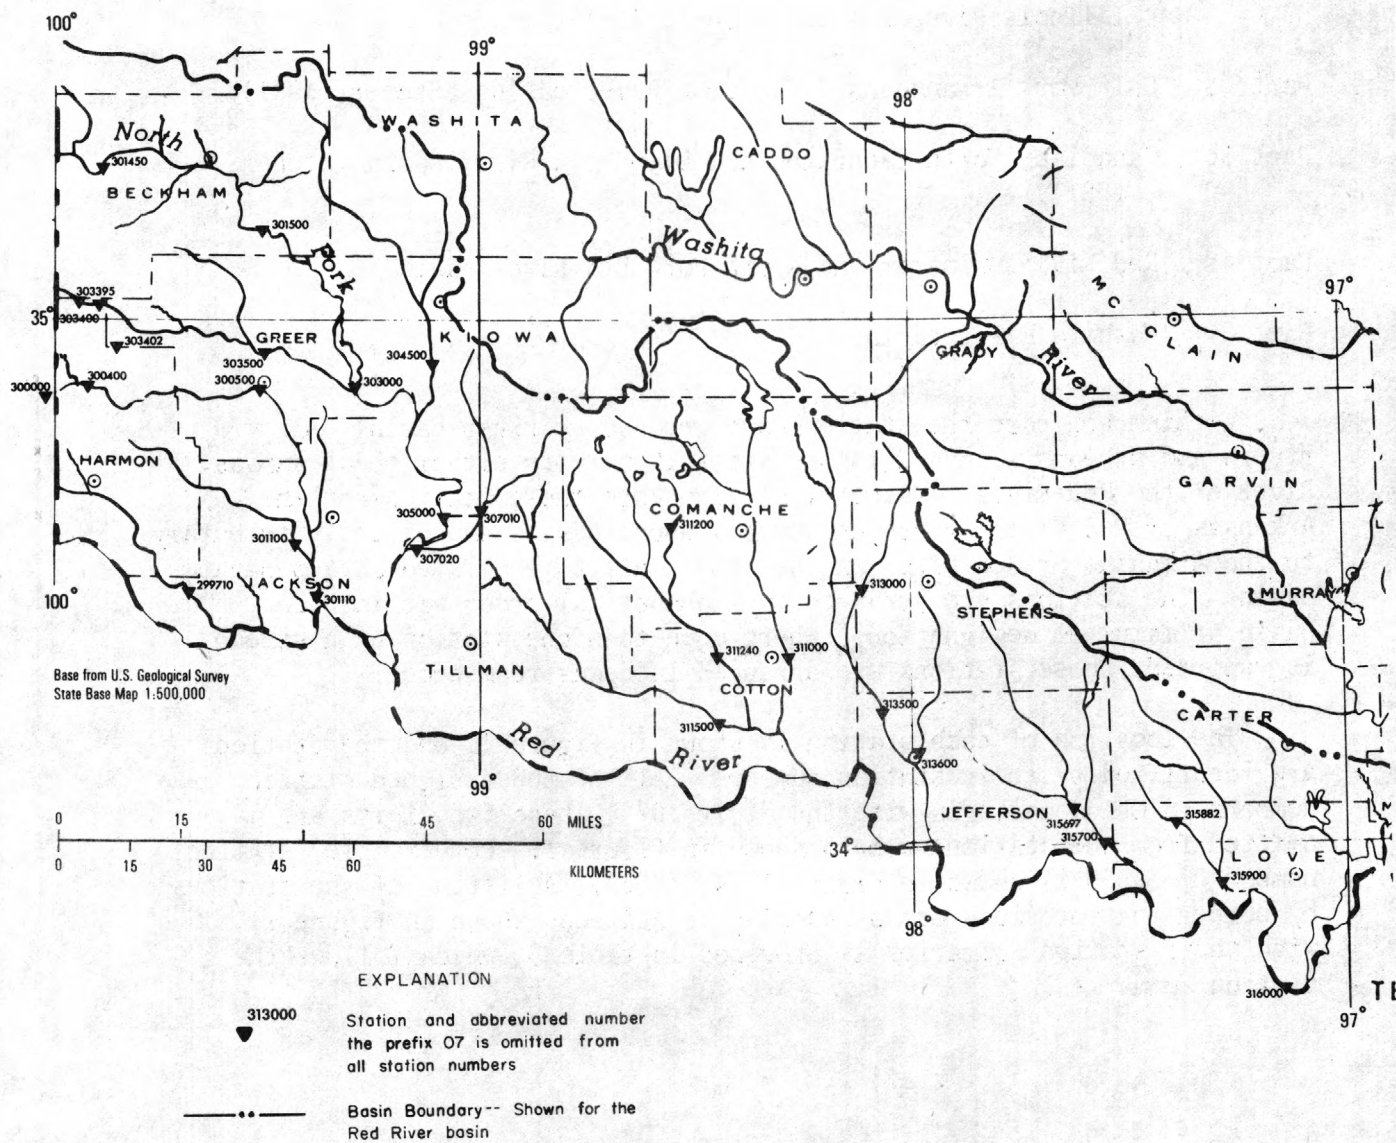 100°
99°
98°
WASHITA
North
301450
CADDO
BECKHAM
301500
Fork
Washita
MC CLAIN
97°
303395
303400
35°
303402
GREER
KIOWA
303500
304500
GRADY
River
300000
300400
300500
303000
HARMON
GARVIN
COMANCHE
305000
307010
311200
301100
307020
299710
JACKSON
301110
100°
313000
STEPHENS
MURRAY
TILLMAN
311240
311000
COTTON
Base from U.S. Geological Survey
State Base Map 1:500,000
311500
313500
CARTER
Red
River
313600
99°
JEFFERSON
315697
315700
315882
34°
LOVE
315900
0 15 45 60 MILES
0 15 30 45 60 KILOMETERS
98°
316000
TE
97°
EXPLANATION
313000
Station and abbreviated number
the prefix 07 is omitted from
all station numbers
Basin Boundary-- Shown for the
Red River basin